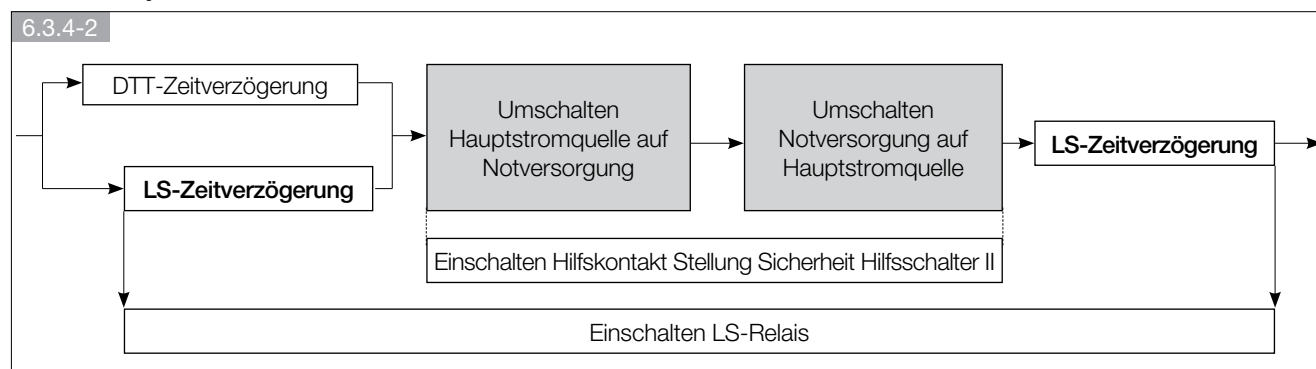 6.3.4-2
DTT-Zeitverzögerung
LS-Zeitverzögerung
Umschalten
Hauptstromquelle auf
Notversorgung
Umschalten
Notversorgung auf
Hauptstromquelle
LS-Zeitverzögerung
Einschalten Hilfskontakt Stellung Sicherheit Hilfsschalter II
Einschalten LS-Relais